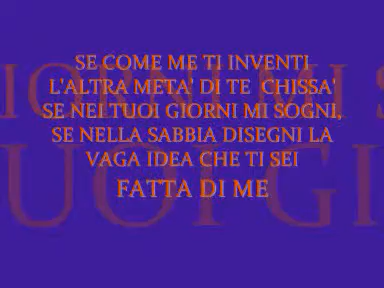 SE COME ME TI INVENTI
L'ALTRA META' DI TE CHISSA'
SE NEI TUOI GIORNI MI SOGNI,
SE NELLA SABBIA DISEGNI LA
VAGA IDEA CHE TI SEI
FATTA DI ME